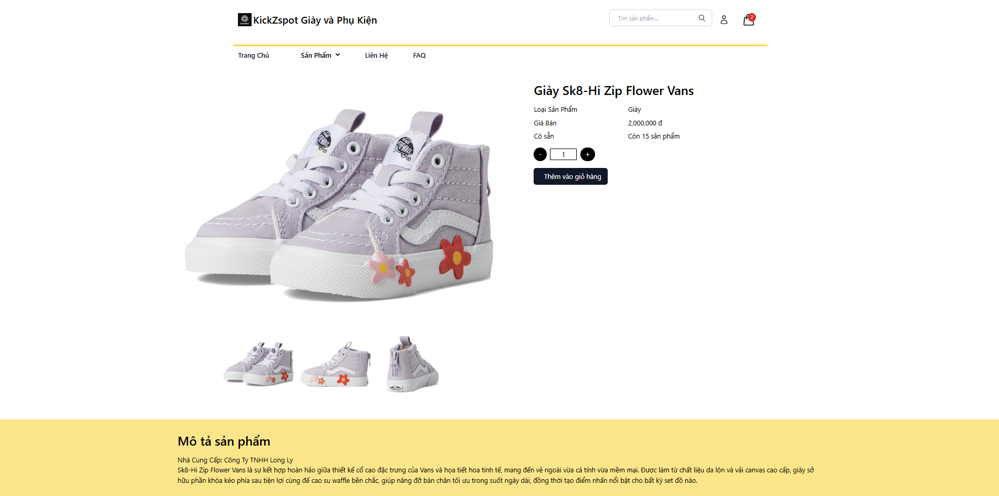 KickZspot Giày và Phụ Kiện
Tìm sản phẩm...
2
Trang Chủ
Sản Phẩm
Liên Hệ
FAQ
Giày Sk8-Hi Zip Flower Vans
Loại Sản Phẩm Giày
Giá Bán 2,000,000 đ
Có sẵn Còn 15 sản phẩm
- 1 +
Thêm vào giỏ hàng
Mô tả sản phẩm
Nhà Cung Cấp: Công Ty TNHH Long Ly
Sk8-Hi Zip Flower Vans là sự kết hợp hoàn hảo giữa thiết kế cổ cao đặc trưng của Vans và họa tiết hoa tinh tế, mang đến vẻ ngoài vừa cá tính vừa mềm mại. Được làm từ chất liệu da lộn và vải canvas cao cấp, giày sở
hữu phần khóa kéo phía sau tiện lợi cùng đế cao su waffle bền chắc, giúp nâng đỡ bàn chân tối ưu trong suốt ngày dài, đồng thời tạo điểm nhấn nổi bật cho bất kỳ set đồ nào.